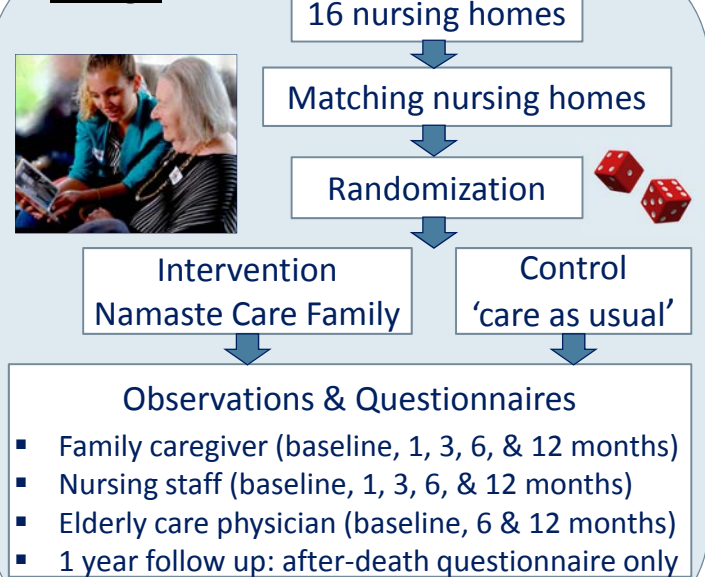 16 nursing homes
Matching nursing homes
Randomization
Intervention
Namaste Care Family
Control
‘care as usual’
Observations & Questionnaires
▪ Family caregiver (baseline, 1, 3, 6, & 12 months)
▪ Nursing staff (baseline, 1, 3, 6, & 12 months)
▪ Elderly care physician (baseline, 6 & 12 months)
▪ 1 year follow up: after-death questionnaire only